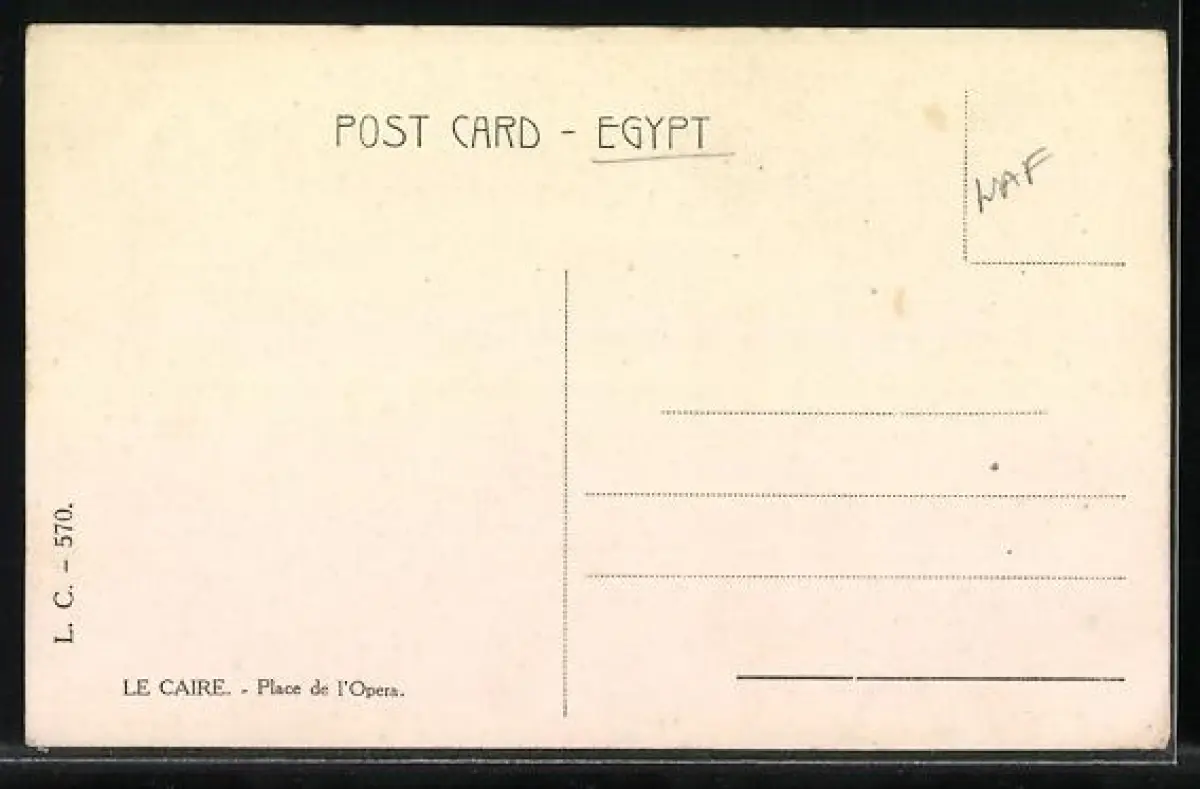 POST CARD - EGYPT
NAF
L. C. - 570.
LE CAIRE. - Place de l'Opera.